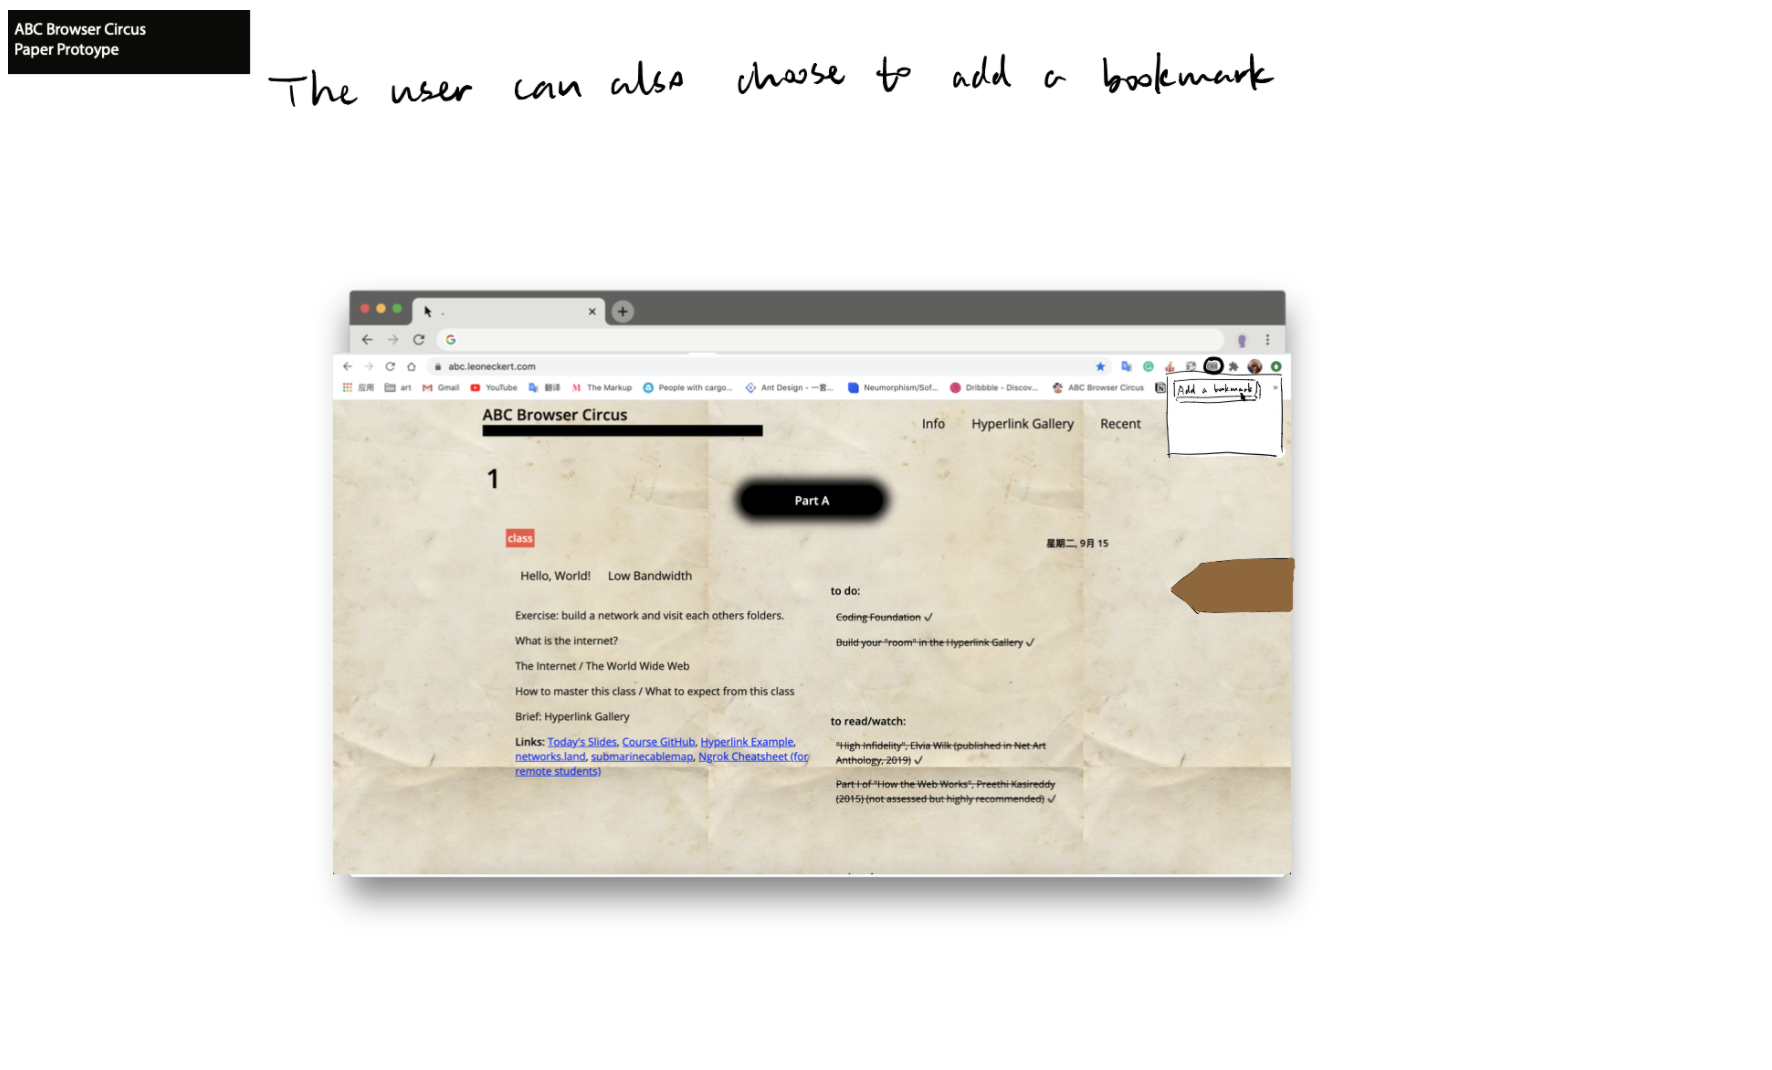 ABC Browser Circus
Paper Protoype
The user can also choose to add a bookmark
abc.leoneckert.com
应用 art Gmail YouTube 翻译 The Markup People with cargo... Ant Design - 一套... Neumorphism/Sof... Dribbble - Discov... ABC Browser Circus N »
Add a bookmark
ABC Browser Circus
Info Hyperlink Gallery Recent
1
Part A
class
星期二, 9月 15
Hello, World! Low Bandwidth
Exercise: build a network and visit each others folders.
What is the internet?
The Internet / The World Wide Web
How to master this class / What to expect from this class
Brief: Hyperlink Gallery
Links: Today's Slides, Course GitHub, Hyperlink Example,
networks.land, submarinecablemap, Ngrok Cheatsheet (for
remote students)
to do:
Coding Foundation ✓
Build your "room" in the Hyperlink Gallery ✓
to read/watch:
"High Infidelity", Elvia Wilk (published in Net Art
Anthology, 2019) ✓
Part I of "How the Web Works", Preethi Kasireddy
(2015) (not assessed but highly recommended) ✓